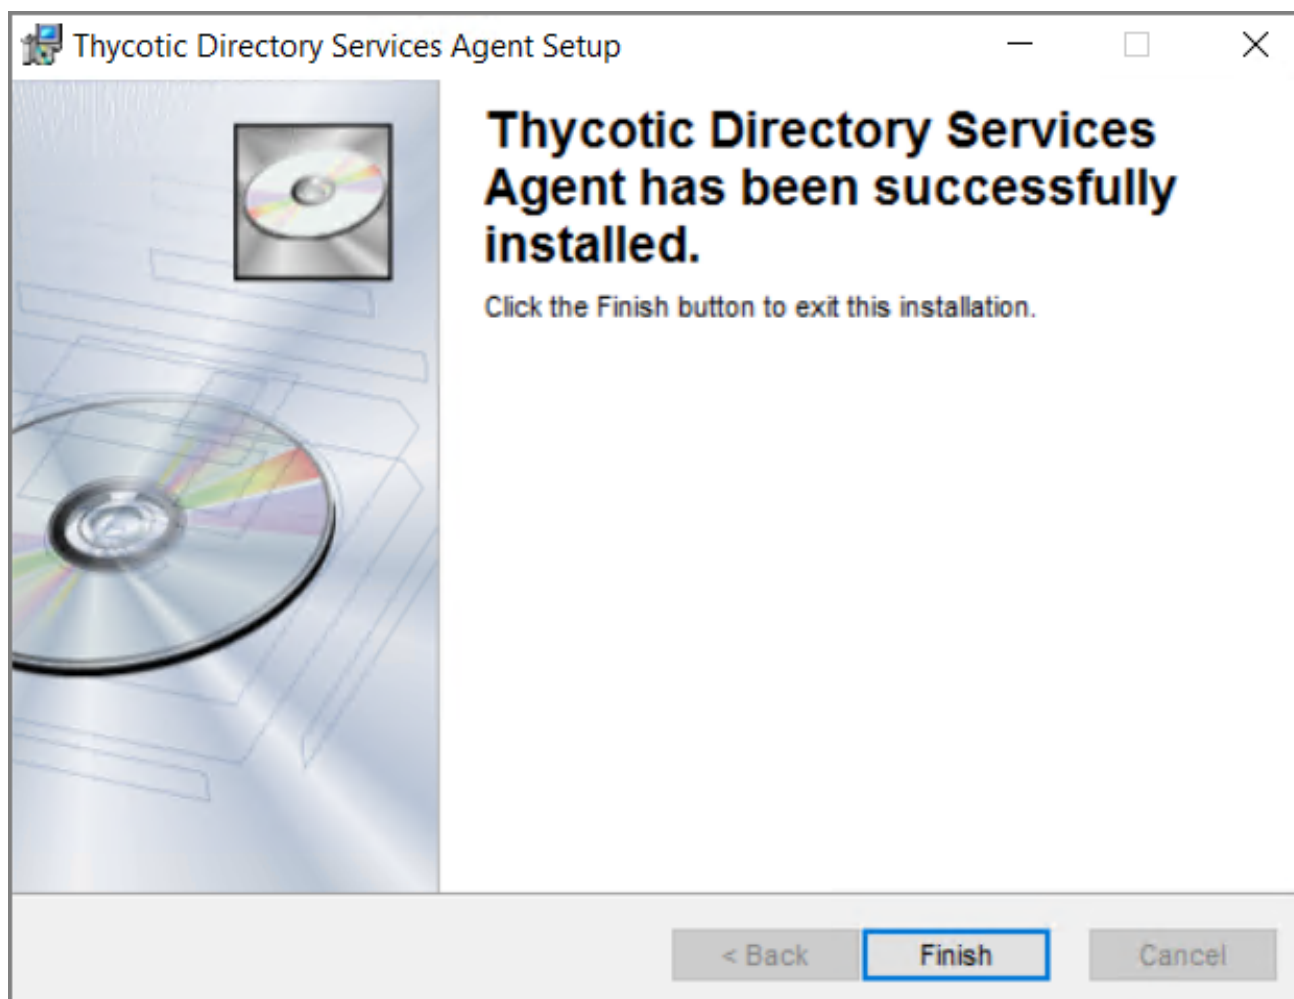 Thycotic Directory Services Agent Setup
Thycotic Directory Services
Agent has been successfully
installed.
Click the Finish button to exit this installation.
< Back
Finish
Cancel